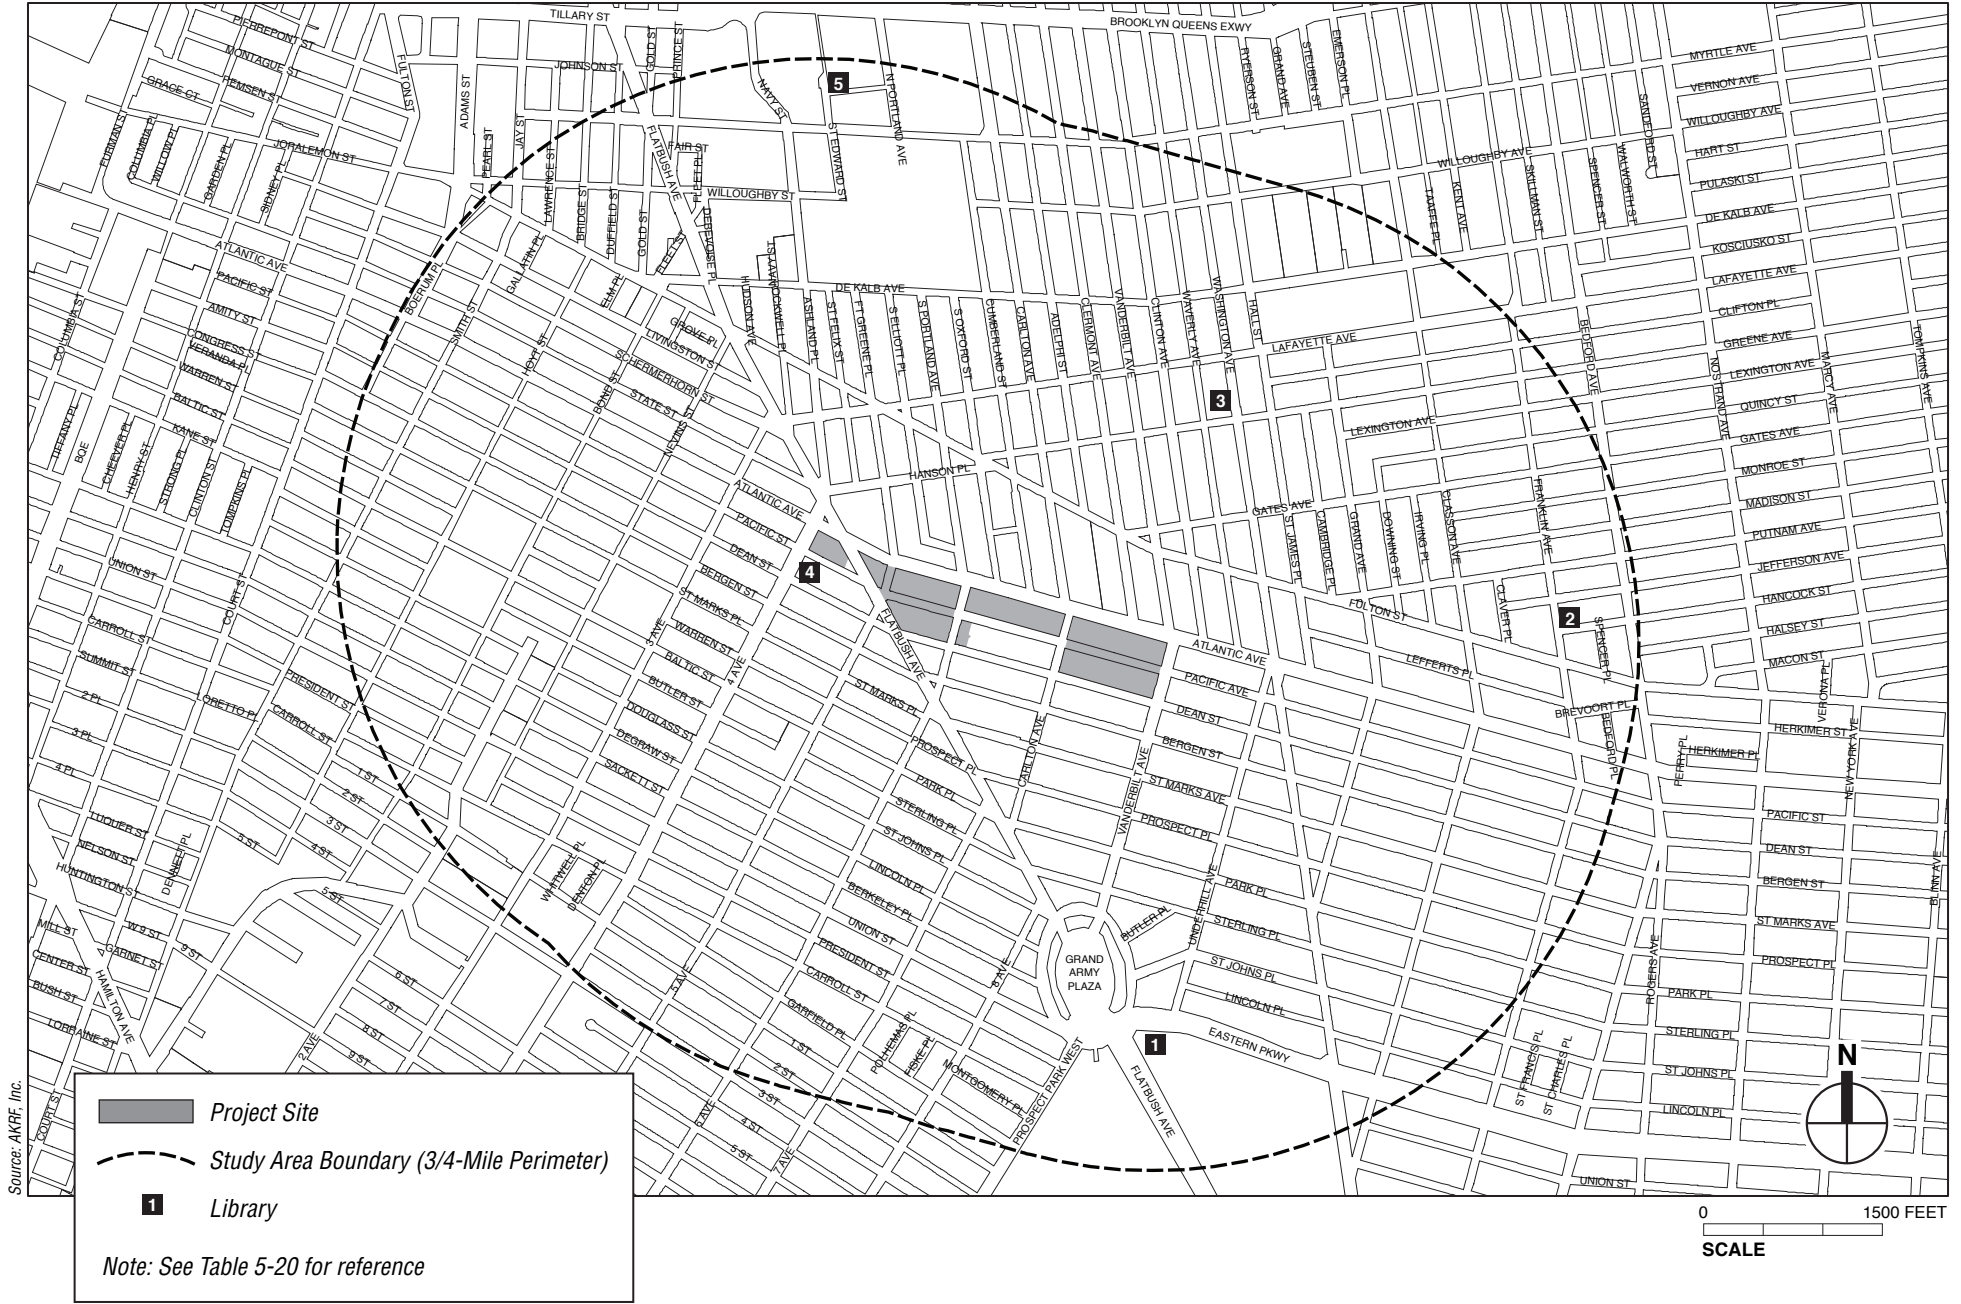 TILLARY ST
BROOKLYN QUEENS EXWY
PIERREPONT ST
MONTAGUE ST
REMSEN ST
GRACE CT
JORALEMON ST
FURMAN ST
COLUMBIA PL
WILLOW PL
GARDEN PL
SIDNEY PL
FULTON ST
ADAMS ST
PEARL ST
JAY ST
JOHNSON ST
GOLD ST
PRINCE ST
NAVY ST
5
N PORTLAND AVE
ST EDWARD ST
FLATBUSH AVE
FAIR ST
FLEET PL
WILLOUGHBY ST
LAWRENCE ST
BRIDGE ST
DUFFIELD ST
GOLD ST
FLEET ST
DEBEVOISE PL
RYERSON ST
GRAND AVE
STEUBEN ST
EMERSON PL
WILLOUGHBY AVE
TAAFFE PL
KENT AVE
SKILLMAN ST
SPENCER ST
WALWORTH ST
SANDFORD ST
MYRTLE AVE
VERNON AVE
WILLOUGHBY AVE
HART ST
PULASKI ST
DE KALB AVE
KOSCIUSKO ST
LAFAYETTE AVE
CLIFTON PL
GREENE AVE
LEXINGTON AVE
QUINCY ST
GATES AVE
MONROE ST
MADISON ST
PUTNAM AVE
JEFFERSON AVE
HANCOCK ST
HALSEY ST
MACON ST
VERONA PL
HERKIMER ST
HERKIMER PL
PERRY PL
NEW YORK AVE
NOSTRAND AVE
MARCY AVE
TOMPKINS AVE
BEDFORD AVE
ATLANTIC AVE
PACIFIC ST
AMITY ST
CONGRESS ST
VERANDA PL
WARREN ST
BALTIC ST
KANE ST
COLUMBIA ST
TIFFANY PL
BQE
CHEEVER PL
HENRY ST
STRONG PL
CLINTON ST
TOMPKINS PL
BOERUM PL
SMITH ST
GALLATIN PL
HOYT ST
ELM PL
BOND ST
GROVE PL
LIVINGSTON ST
SCHERMERHORN ST
STATE ST
NEVINS ST
HUDSON AVE
NAVY ST
ROCKWELL PL
ASHLAND PL
ST FELIX ST
FT GREENE PL
S ELLIOTT PL
S PORTLAND AVE
S OXFORD ST
CUMBERLAND ST
CARLTON AVE
ADELPHI ST
CLERMONT AVE
VANDERBILT AVE
CLINTON AVE
WAVERLY AVE
WASHINGTON AVE
HALL ST
DE KALB AVE
LAFAYETTE AVE
3
LEXINGTON AVE
HANSON PL
GATES AVE
ST JAMES PL
CAMBRIDGE PL
GRAND AVE
DOWNING ST
IRVING PL
CLASSON AVE
FRANKLIN AVE
CLAVER PL
2
SPENCER PL
FULTON ST
LEFFERTS PL
BREVOORT PL
BEDFORD PL
ATLANTIC AVE
PACIFIC ST
DEAN ST
BERGEN ST
ST MARKS PL
WARREN ST
BALTIC ST
BUTLER ST
DOUGLASS ST
DEGRAW ST
SACKETT ST
3 AVE
4 AVE
4
FLATBUSH AVE
ATLANTIC AVE
PACIFIC AVE
DEAN ST
BERGEN ST
ST MARKS AVE
PROSPECT PL
CARLTON AVE
VANDERBILT AVE
UNDERHILL AVE
PARK PL
STERLING PL
BUTLER PL
ST JOHNS PL
LINCOLN PL
EASTERN PKWY
UNION ST
COURT ST
CARROLL ST
SUMMIT ST
2 PL
3 PL
4 PL
LORETTO PL
PRESIDENT ST
CARROLL ST
1 ST
2 ST
3 ST
4 ST
5 ST
LUQUER ST
NELSON ST
HUNTINGTON ST
DENNETT PL
MILL ST
CENTER ST
BUSH ST
LORRAINE ST
W 9 ST
GARNET ST
9 ST
HAMILTON AVE
5 ST
6 ST
7 ST
8 ST
9 ST
2 AVE
WHITWELL PL
DENTON PL
ST MARKS PL
PROSPECT PL
PARK PL
STERLING PL
ST JOHNS PL
LINCOLN PL
BERKELEY PL
UNION ST
PRESIDENT ST
CARROLL ST
GARFIELD PL
1 ST
2 ST
3 ST
4 ST
5 ST
5 AVE
7 AVE
8 AVE
POLHEMAS PL
FISKE PL
MONTGOMERY PL
PROSPECT PARK WEST
GRAND
ARMY
PLAZA
1
FLATBUSH AVE
PACIFIC ST
DEAN ST
BERGEN ST
ST MARKS AVE
PROSPECT PL
PARK PL
STERLING PL
ST JOHNS PL
LINCOLN PL
UNION ST
ROGERS AVE
ST FRANCIS PL
ST CHARLES PL
COURT S
N
Project Site
Study Area Boundary (3/4-Mile Perimeter)
1 Library
Note: See Table 5-20 for reference
Source: AKRF, Inc.
0 1500 FEET
SCALE